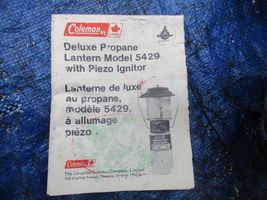 Coleman
Deluxe Propane
Lantern Model 5429
with Piezo Ignitor
Lanterne de luxe
au propane,
modèle 5429,
à allumage
piézo
Coleman
The Canadian Coleman Company, Limited